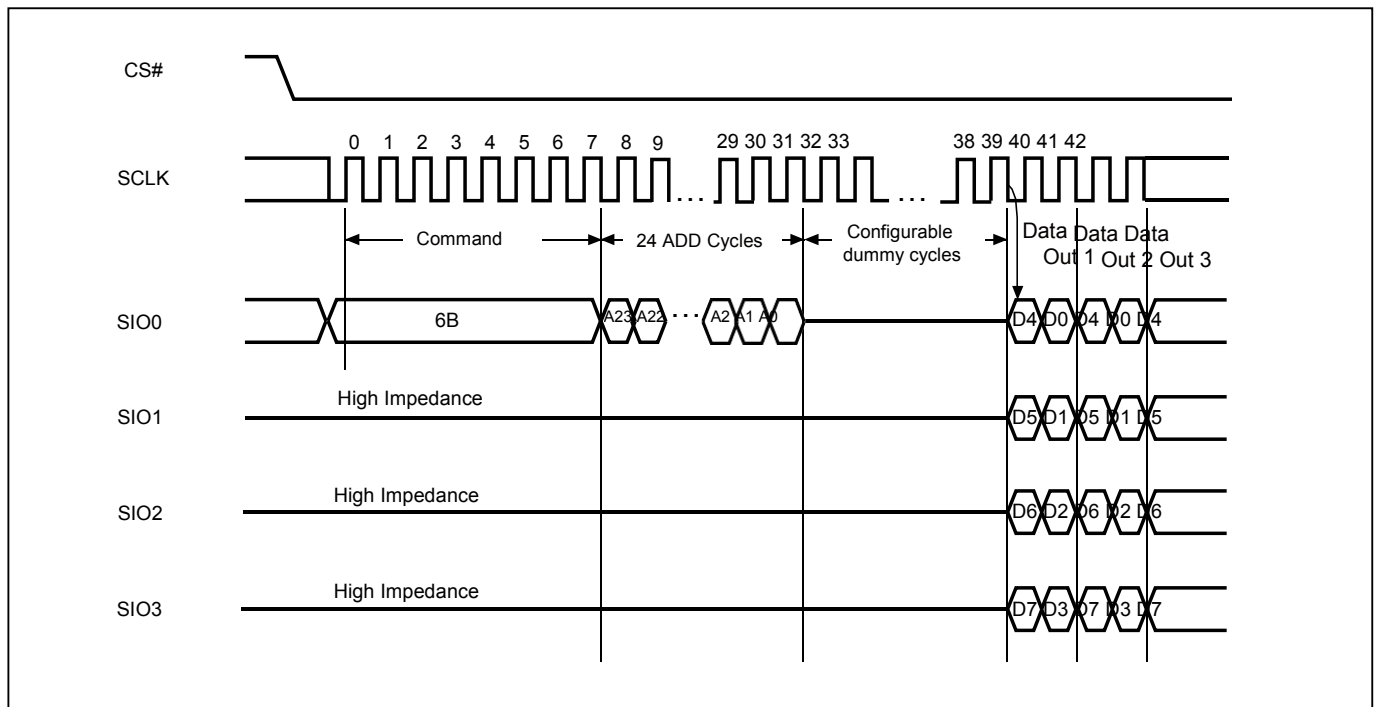 CS#
0 1 2 3 4 5 6 7 8 9 29 30 31 32 33 38 39 40 41 42
SCLK
. . . . . .
Command 24 ADD Cycles Configurable dummy cycles Data Out 1 Data Out 2 Data Out 3
SIO0 6B A23 A22 · · · A2 A1 A0 D4 D0 D4 D0 D4
High Impedance
SIO1 D5 D1 D5 D1 D5
High Impedance
SIO2 D6 D2 D6 D2 D6
High Impedance
SIO3 D7 D3 D7 D3 D7